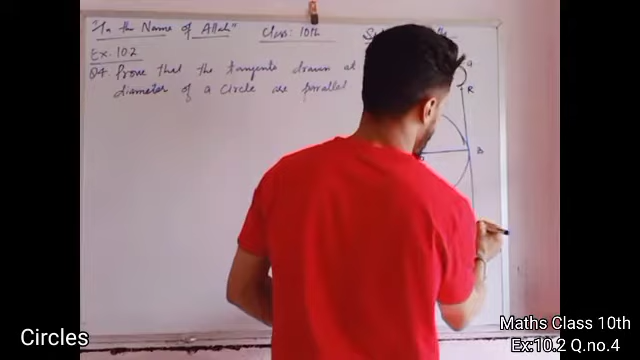 "In the Name of Allah"
Class: 10th
Ex. 10.2
Q4. Prove that the tangents drawn at
diameter of a circle are parallel
R
B
Circles
Maths Class 10th
Ex:10.2 Q.no.4